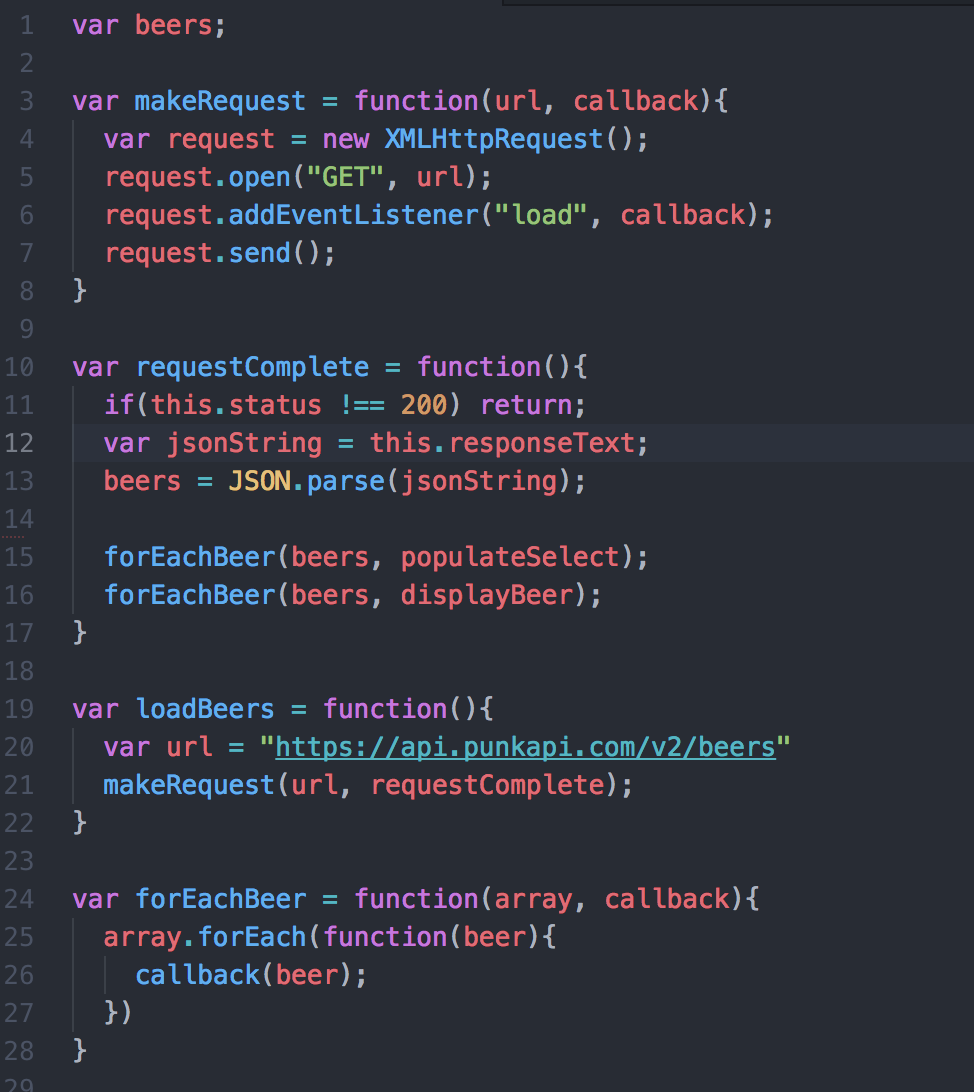 1 var beers;
2
3 var makeRequest = function(url, callback){
4   var request = new XMLHttpRequest();
5   request.open("GET", url);
6   request.addEventListener("load", callback);
7   request.send();
8 }
9
10 var requestComplete = function(){
11   if(this.status !== 200) return;
12   var jsonString = this.responseText;
13   beers = JSON.parse(jsonString);
14
15   forEachBeer(beers, populateSelect);
16   forEachBeer(beers, displayBeer);
17 }
18
19 var loadBeers = function(){
20   var url = "https://api.punkapi.com/v2/beers"
21   makeRequest(url, requestComplete);
22 }
23
24 var forEachBeer = function(array, callback){
25   array.forEach(function(beer){
26     callback(beer);
27   })
28 }
29